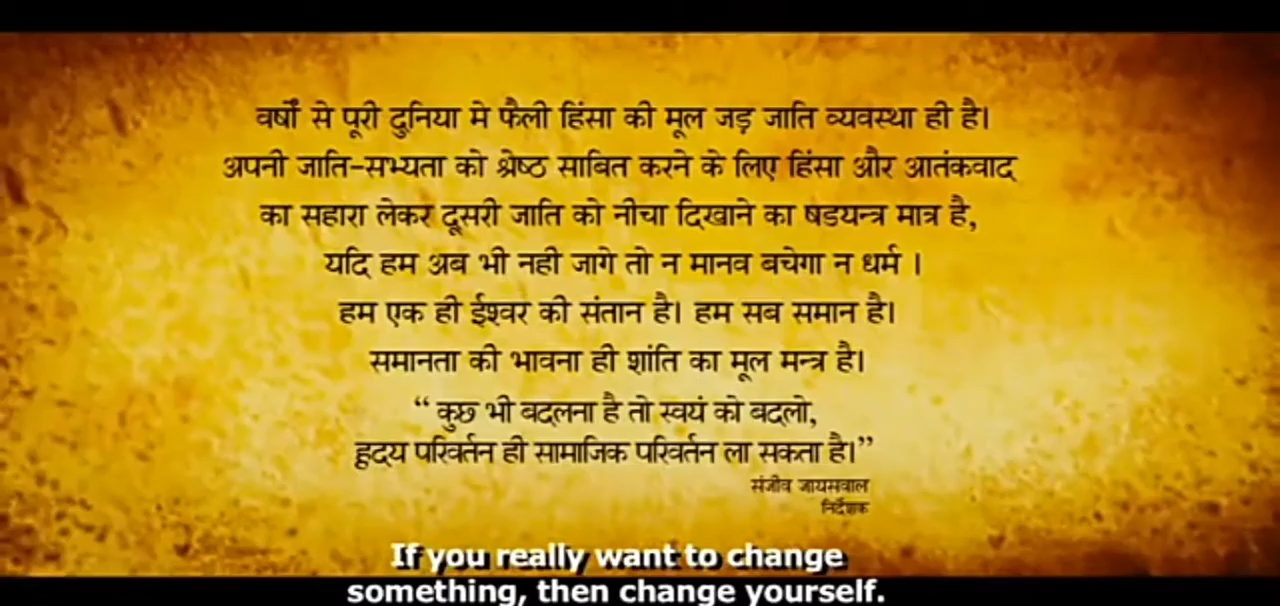 वर्षों से पूरी दुनिया मे फैली हिंसा की मूल जड़ जाति व्यवस्था ही है।
अपनी जाति-सभ्यता को श्रेष्ठ साबित करने के लिए हिंसा और आतंकवाद
का सहारा लेकर दूसरी जाति को नीचा दिखाने का षडयन्त्र मात्र है,
यदि हम अब भी नही जागे तो न मानव बचेगा न धर्म ।
हम एक ही ईश्वर की संतान है। हम सब समान है।
समानता की भावना ही शांति का मूल मन्त्र है।
“ कुछ भी बदलना है तो स्वयं को बदलो,
हृदय परिवर्तन ही सामाजिक परिवर्तन ला सकता है।”
संजीव जायसवाल
निर्देशक
If you really want to change
something, then change yourself.